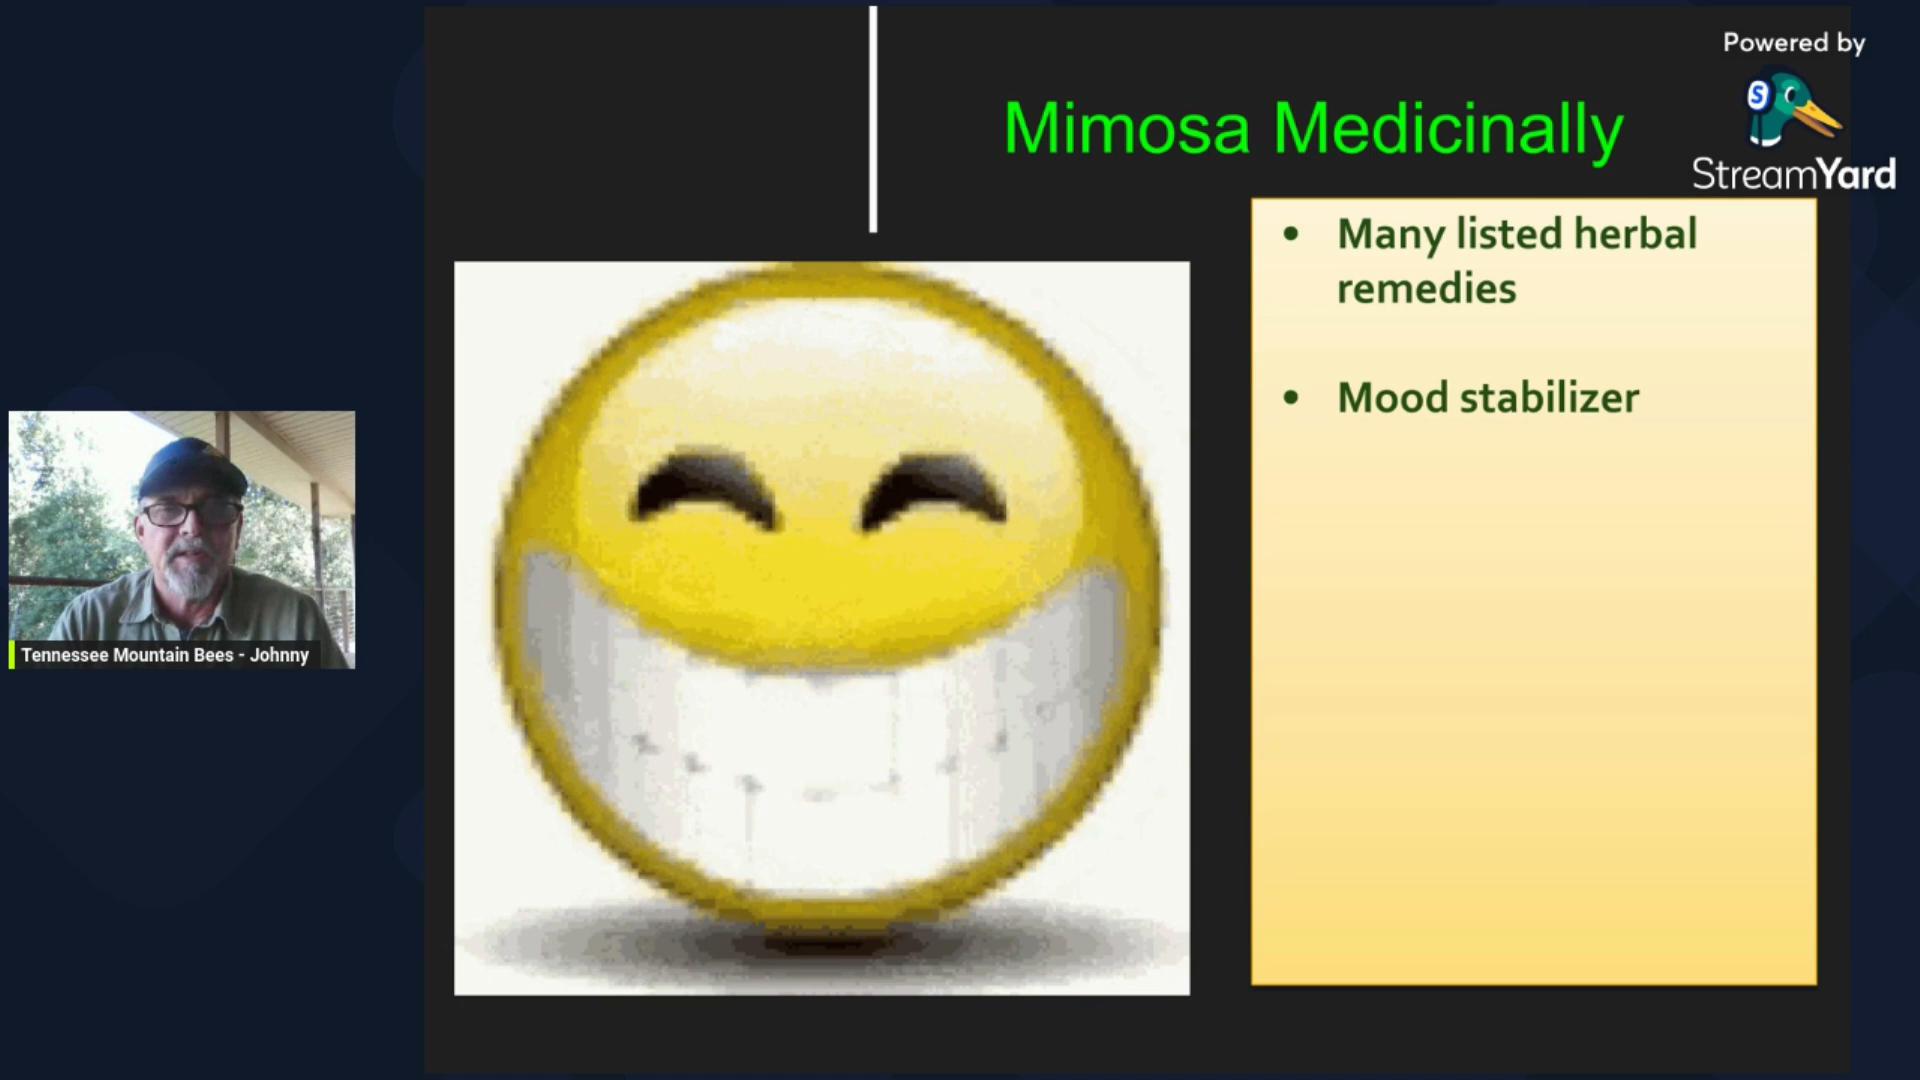 Powered by
StreamYard
Mimosa Medicinally
• Many listed herbal
remedies
• Mood stabilizer
Tennessee Mountain Bees - Johnny